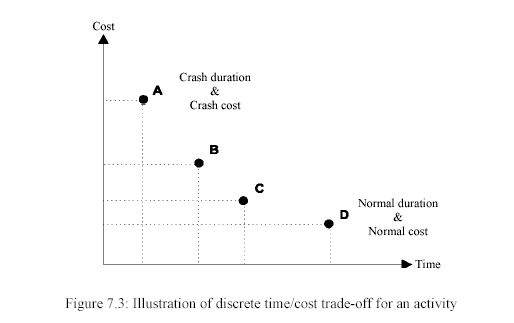 Cost
A
Crash duration
&
Crash cost
B
C
D
Normal duration
&
Normal cost
Time
Figure 7.3: Illustration of discrete time/cost trade-off for an activity